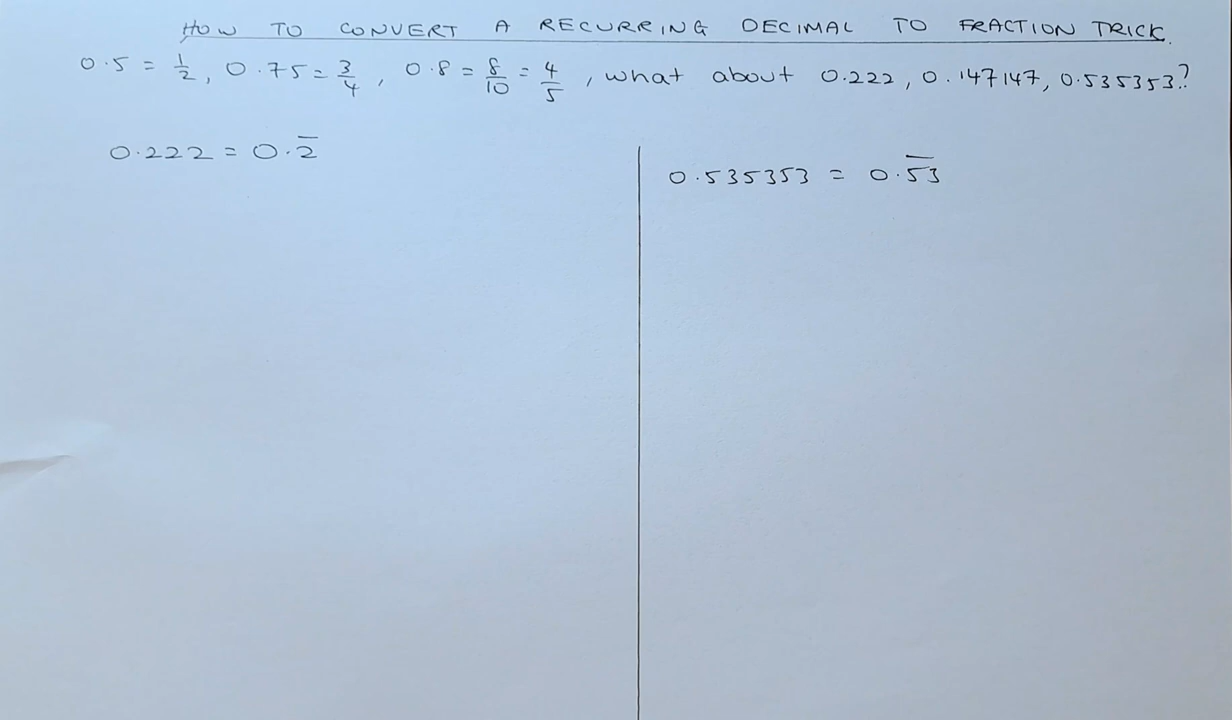 HOW TO CONVERT A RECURRING DECIMAL TO FRACTION TRICK.
0.5 = 1/2, 0.75 = 3/4, 0.8 = 8/10 = 4/5, what about 0.222, 0.147147, 0.535353?
0.222 = 0.2̅
0.535353 = 0.5̅3̅